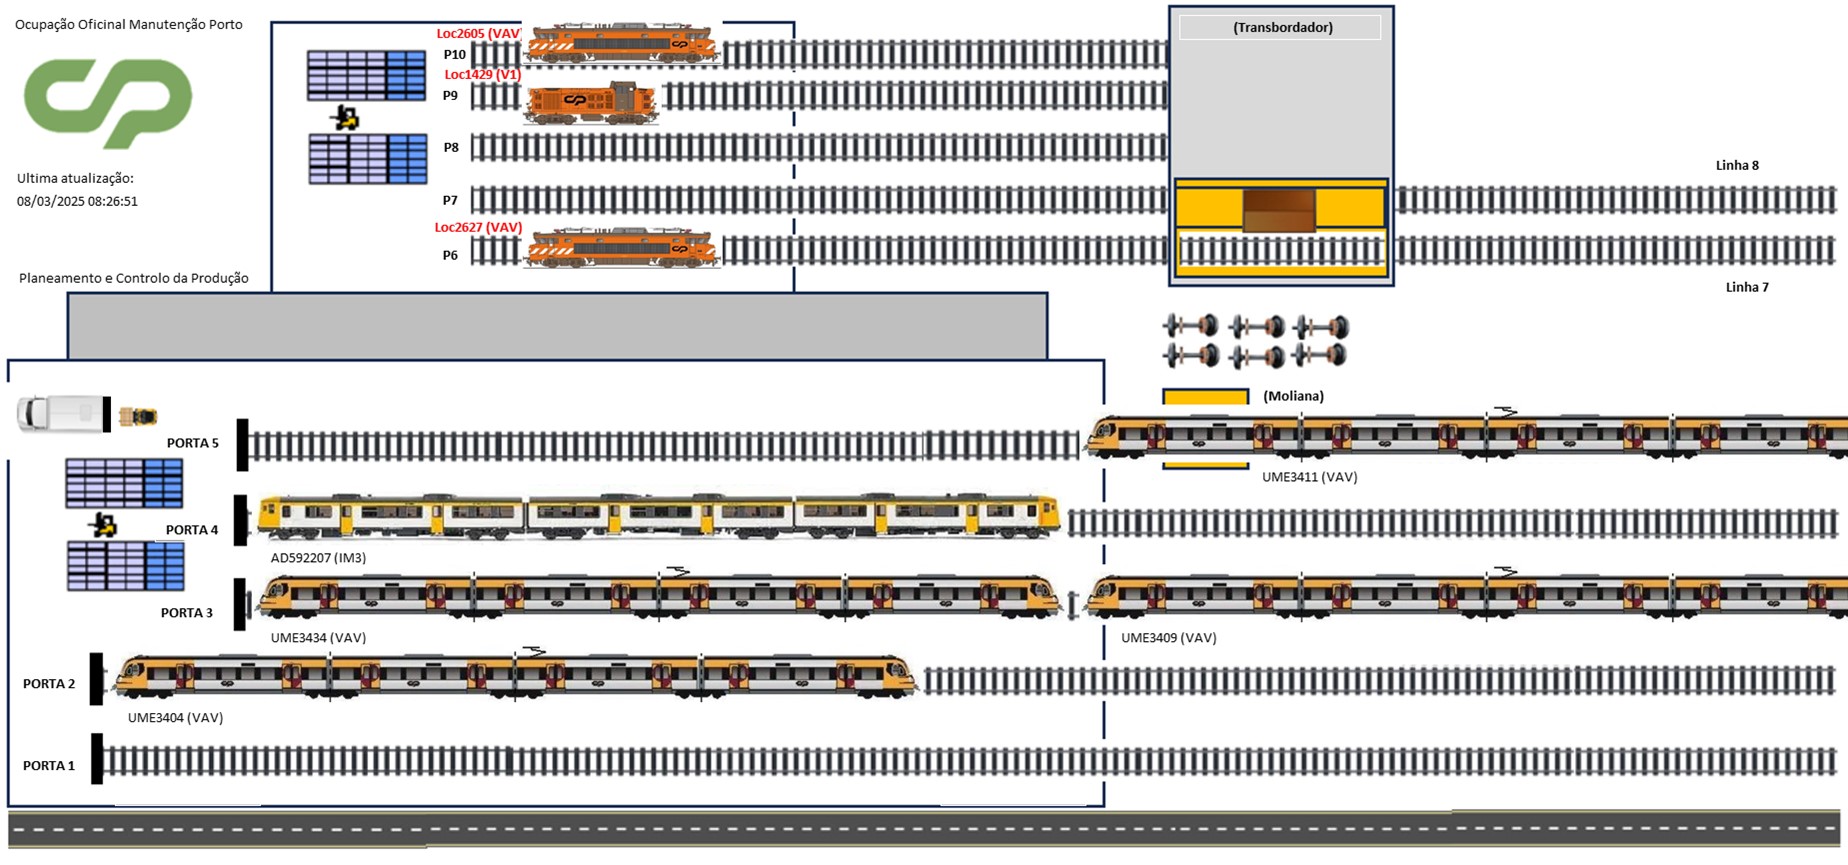 Ocupação Oficinal Manutenção Porto
CP
Ultima atualização:
08/03/2025 08:26:51
Planeamento e Controlo da Produção
Loc2605 (VAV)
P10
Loc1429 (V1)
P9
P8
P7
Loc2627 (VAV)
P6
(Transbordador)
Linha 8
Linha 7
(Moliana)
PORTA 5
UME3411 (VAV)
PORTA 4
AD592207 (IM3)
PORTA 3
UME3434 (VAV)
UME3409 (VAV)
PORTA 2
UME3404 (VAV)
PORTA 1